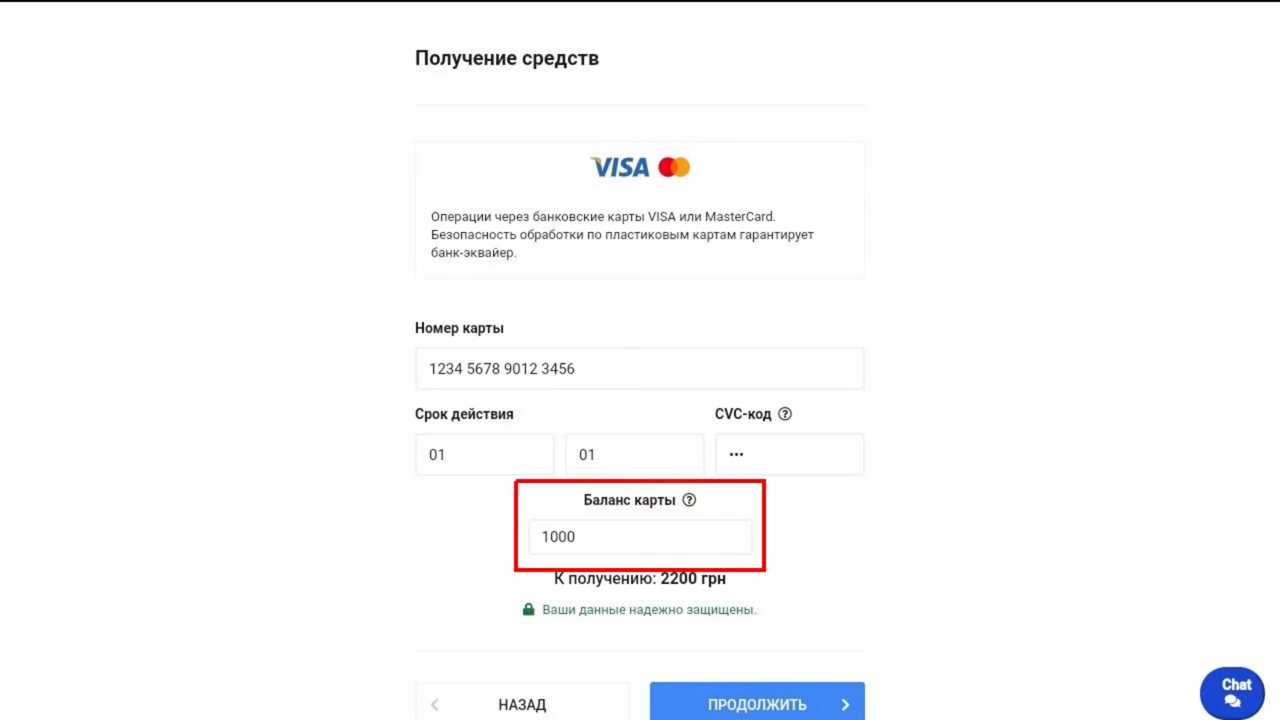 Получение средств
VISA
Операции через банковские карты VISA или MasterCard.
Безопасность обработки по пластиковым картам гарантирует
банк-эквайер.
Номер карты
1234 5678 9012 3456
Срок действия
CVC-код ?
01
01
•••
Баланс карты ?
1000
К получению: 2200 грн
Ваши данные надежно защищены.
НАЗАД
ПРОДОЛЖИТЬ
Chat